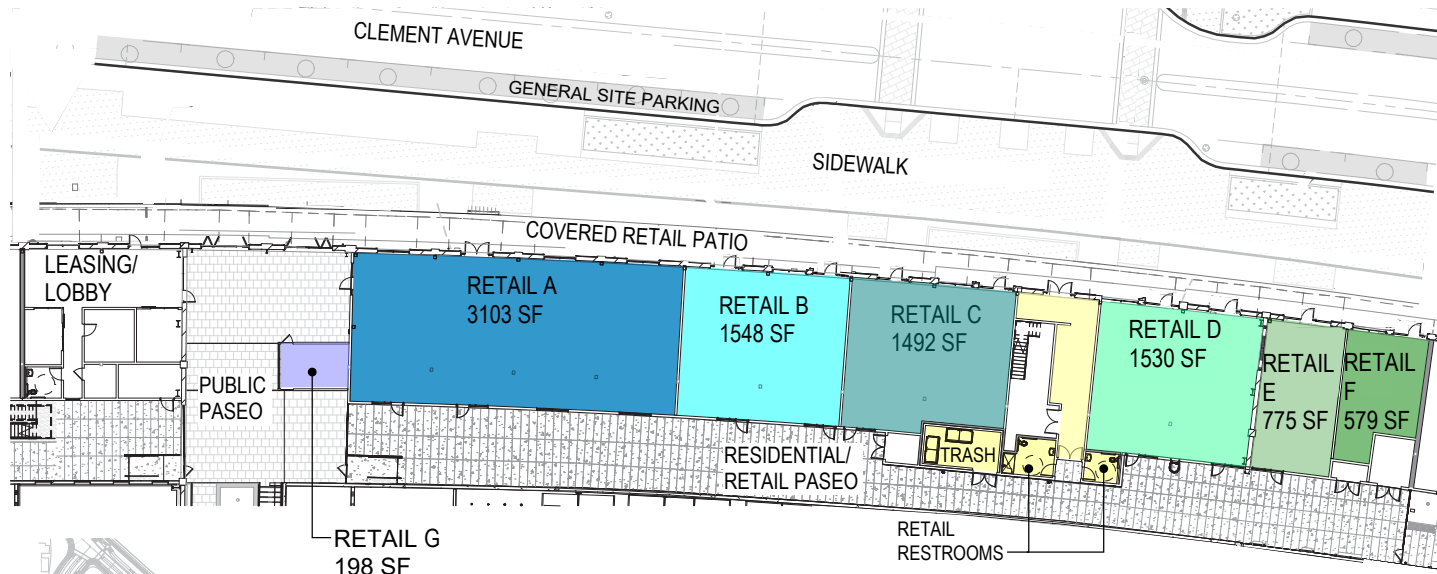 CLEMENT AVENUE
GENERAL SITE PARKING
SIDEWALK
COVERED RETAIL PATIO
LEASING/
LOBBY
RETAIL A
3103 SF
RETAIL B
1548 SF
RETAIL C
1492 SF
RETAIL D
1530 SF
RETAIL
E
775 SF
RETAIL
F
579 SF
PUBLIC
PASEO
TRASH
RESIDENTIAL/
RETAIL PASEO
RETAIL
RESTROOMS
RETAIL G
198 SF